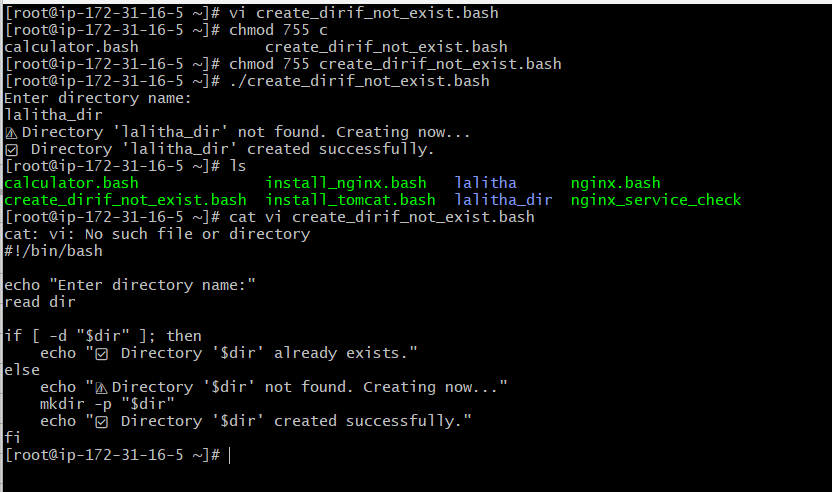 [root@ip-172-31-16-5 ~]# vi create_dirif_not_exist.bash
[root@ip-172-31-16-5 ~]# chmod 755 c
calculator.bash               create_dirif_not_exist.bash
[root@ip-172-31-16-5 ~]# chmod 755 create_dirif_not_exist.bash
[root@ip-172-31-16-5 ~]# ./create_dirif_not_exist.bash
Enter directory name:
lalitha_dir
⚠Directory 'lalitha_dir' not found. Creating now...
☑ Directory 'lalitha_dir' created successfully.
[root@ip-172-31-16-5 ~]# ls
calculator.bash               install_nginx.bash   lalitha      nginx.bash
create_dirif_not_exist.bash  install_tomcat.bash  lalitha_dir  nginx_service_check
[root@ip-172-31-16-5 ~]# cat vi create_dirif_not_exist.bash
cat: vi: No such file or directory
#!/bin/bash

echo "Enter directory name:"
read dir

if [ -d "$dir" ]; then
    echo "☑ Directory '$dir' already exists."
else
    echo "⚠Directory '$dir' not found. Creating now..."
    mkdir -p "$dir"
    echo "☑ Directory '$dir' created successfully."
fi
[root@ip-172-31-16-5 ~]#